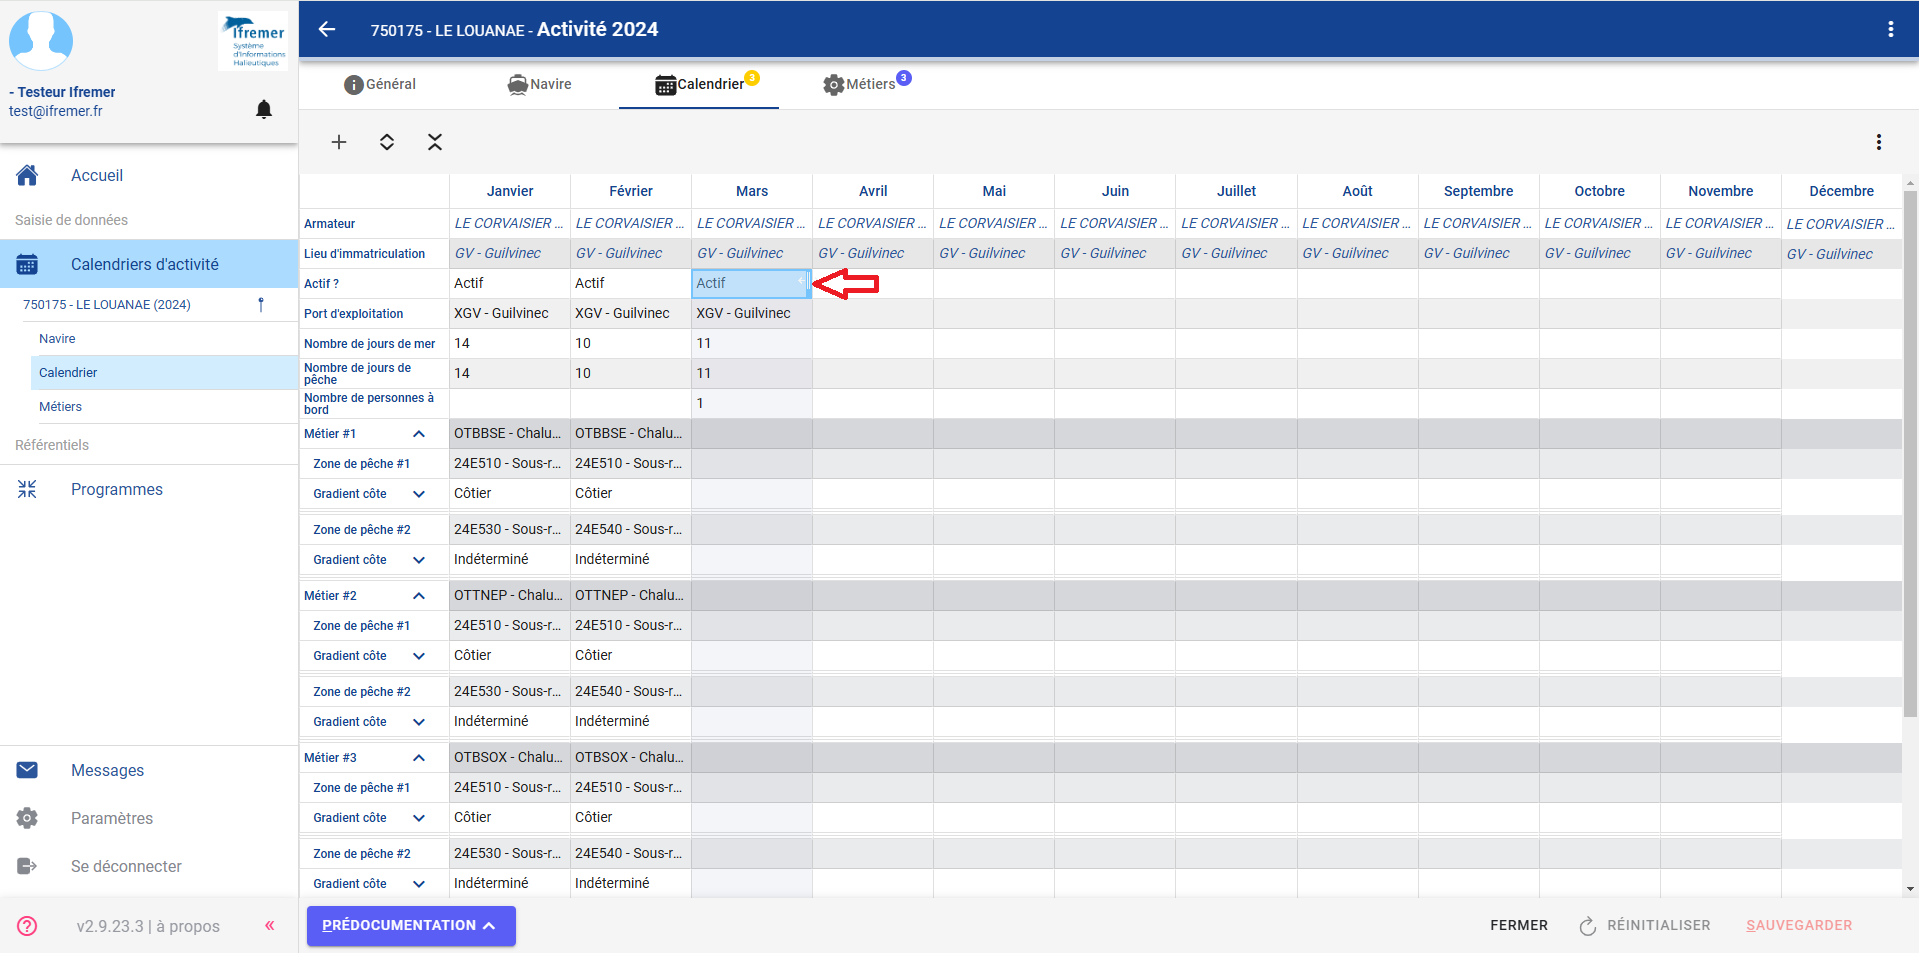 Ifremer
Système
d'Informations
Halieutiques
- Testeur Ifremer
test@ifremer.fr
Accueil
Saisie de données
Calendriers d'activité
750175 - LE LOUANAE (2024)
Navire
Calendrier
Métiers
Référentiels
Programmes
Messages
Paramètres
Se déconnecter
v2.9.23.3 | à propos «
750175 - LE LOUANAE - Activité 2024
Général Navire Calendrier 3 Métiers 3
Janvier Février Mars Avril Mai Juin Juillet Août Septembre Octobre Novembre Décembre
Armateur LE CORVAISIER ... LE CORVAISIER ... LE CORVAISIER ... LE CORVAISIER ... LE CORVAISIER ... LE CORVAISIER ... LE CORVAISIER ... LE CORVAISIER ... LE CORVAISIER ... LE CORVAISIER ... LE CORVAISIER ... LE CORVAISIER ...
Lieu d'immatriculation GV - Guilvinec GV - Guilvinec GV - Guilvinec GV - Guilvinec GV - Guilvinec GV - Guilvinec GV - Guilvinec GV - Guilvinec GV - Guilvinec GV - Guilvinec GV - Guilvinec GV - Guilvinec
Actif ? Actif Actif Actif
Port d'exploitation XGV - Guilvinec XGV - Guilvinec XGV - Guilvinec
Nombre de jours de mer 14 10 11
Nombre de jours de pêche 14 10 11
Nombre de personnes à bord 1
Métier #1 OTBBSE - Chalu... OTBBSE - Chalu...
Zone de pêche #1 24E510 - Sous-r... 24E510 - Sous-r...
Gradient côte Côtier Côtier
Zone de pêche #2 24E530 - Sous-r... 24E540 - Sous-r...
Gradient côte Indéterminé Indéterminé
Métier #2 OTTNEP - Chalu... OTTNEP - Chalu...
Zone de pêche #1 24E510 - Sous-r... 24E510 - Sous-r...
Gradient côte Côtier Côtier
Zone de pêche #2 24E530 - Sous-r... 24E540 - Sous-r...
Gradient côte Indéterminé Indéterminé
Métier #3 OTBSOX - Chalu... OTBSOX - Chalu...
Zone de pêche #1 24E510 - Sous-r... 24E510 - Sous-r...
Gradient côte Côtier Côtier
Zone de pêche #2 24E530 - Sous-r... 24E540 - Sous-r...
Gradient côte Indéterminé Indéterminé
PRÉDOCUMENTATION FERMER RÉINITIALISER SAUVEGARDER